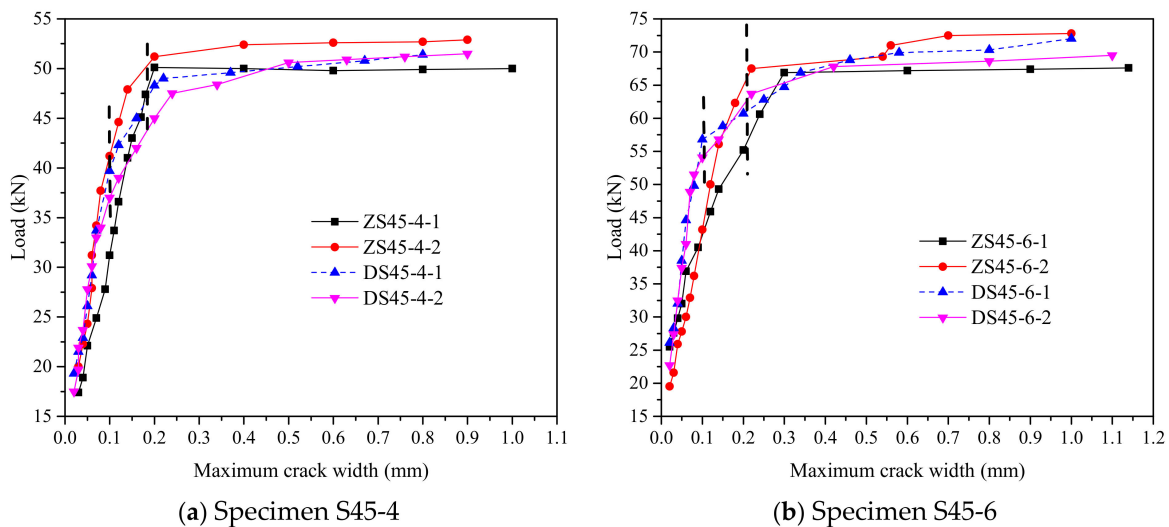 55
50
45
40
35
30
25
20
15
Load (kN)
0.0 0.1 0.2 0.3 0.4 0.5 0.6 0.7 0.8 0.9 1.0 1.1
Maximum crack width (mm)
ZS45-4-1
ZS45-4-2
DS45-4-1
DS45-4-2
(a) Specimen S45-4
75
70
65
60
55
50
45
40
35
30
25
20
15
Load (kN)
0.0 0.1 0.2 0.3 0.4 0.5 0.6 0.7 0.8 0.9 1.0 1.1 1.2
Maximum crack width (mm)
ZS45-6-1
ZS45-6-2
DS45-6-1
DS45-6-2
(b) Specimen S45-6